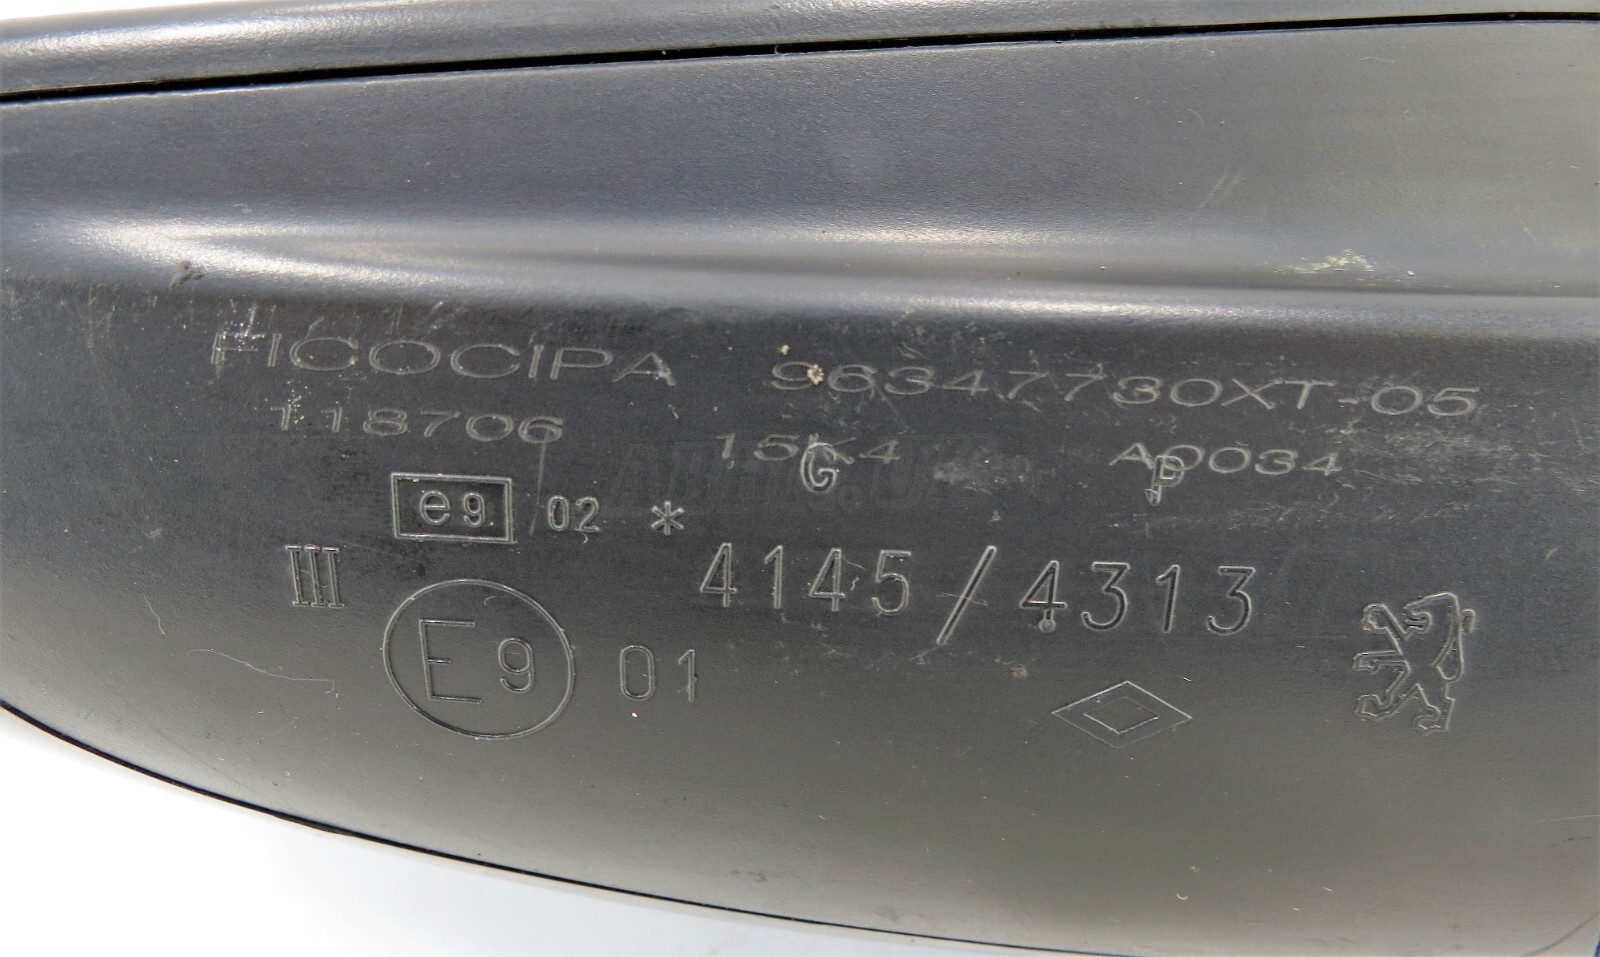 FICOCIPA 96347730XT-05
118706 15K4 A0034
G P
e9 02 *
III 4145/4313
E9 01